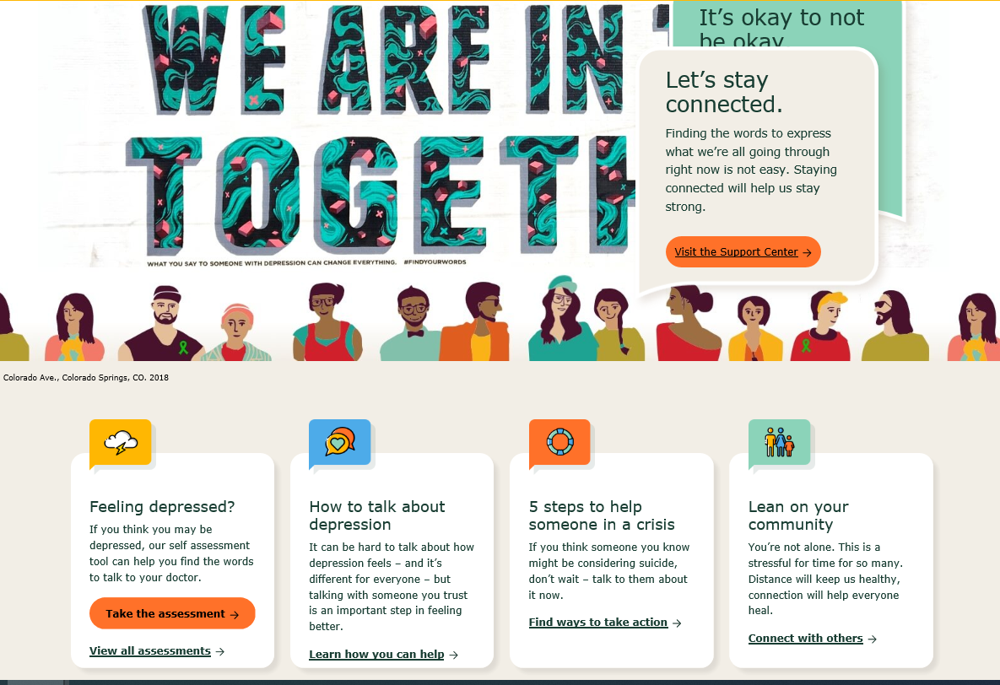 WE ARE IN
TOGETH
WHAT YOU SAY TO SOMEONE WITH DEPRESSION CAN CHANGE EVERYTHING. #FINDYOURWORDS
It’s okay to not
be okay
Let’s stay
connected.
Finding the words to express
what we’re all going through
right now is not easy. Staying
connected will help us stay
strong.
Visit the Support Center →
Colorado Ave., Colorado Springs, CO. 2018
Feeling depressed?
If you think you may be
depressed, our self assessment
tool can help you find the words
to talk to your doctor.
Take the assessment →
View all assessments →
How to talk about
depression
It can be hard to talk about how
depression feels – and it’s
different for everyone – but
talking with someone you trust
is an important step in feeling
better.
Learn how you can help →
5 steps to help
someone in a crisis
If you think someone you know
might be considering suicide,
don’t wait – talk to them about
it now.
Find ways to take action →
Lean on your
community
You’re not alone. This is a
stressful for time for so many.
Distance will keep us healthy,
connection will help everyone
heal.
Connect with others →